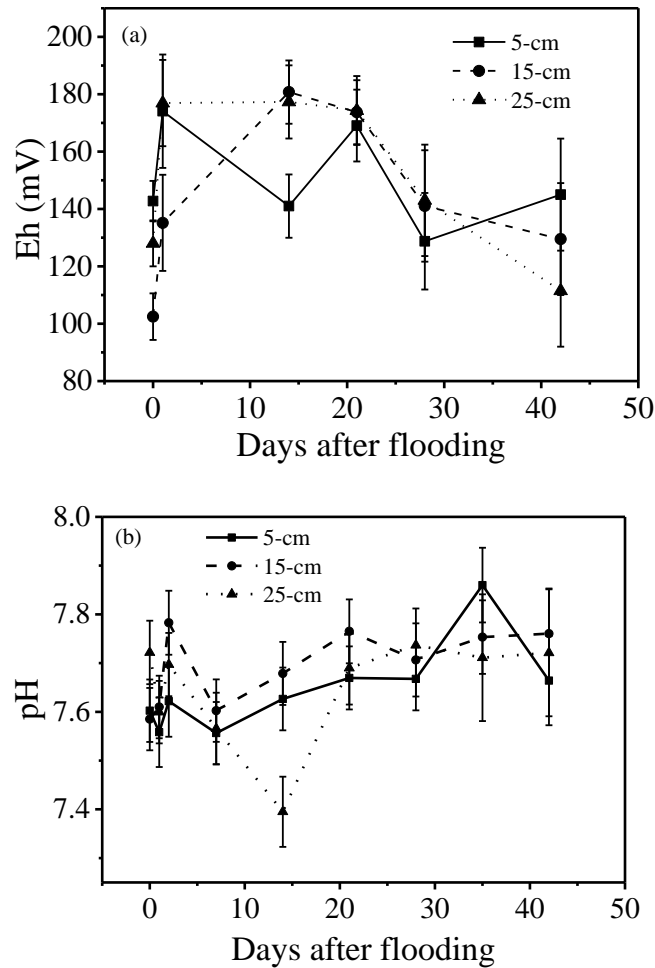 (a)
5-cm
15-cm
25-cm
200
180
160
140
120
100
80
Eh (mV)
0 10 20 30 40 50
Days after flooding
(b)
5-cm
15-cm
25-cm
8.0
7.8
7.6
7.4
pH
0 10 20 30 40 50
Days after flooding